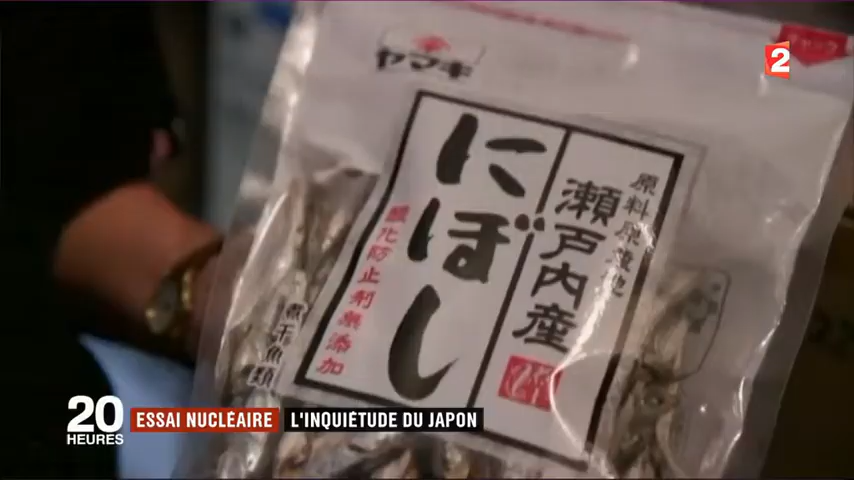 ヤマキ
2
原料原産地
瀬戸内産
にぼし
酸化防止剤無添加
煮干魚類
20
HEURES
ESSAI NUCLÉAIRE
L'INQUIÉTUDE DU JAPON